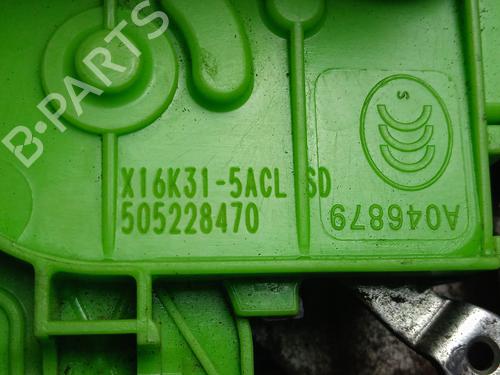 B-PARTS
X16K31-5ACL SD
505228470
S
A046879